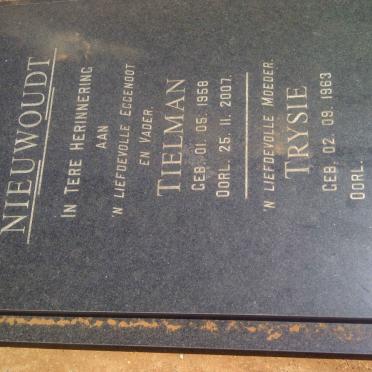 NIEUWOUDT
IN TERE HERINNERING
AAN
'N LIEFDEVOLLE EGGENOOT
EN VADER.
TIELMAN
GEB. 01. 05. 1958
OORL. 25. 11. 2007.
'N LIEFDEVOLLE MOEDER.
TRYSIE
GEB. 02. 09. 1963
OORL.